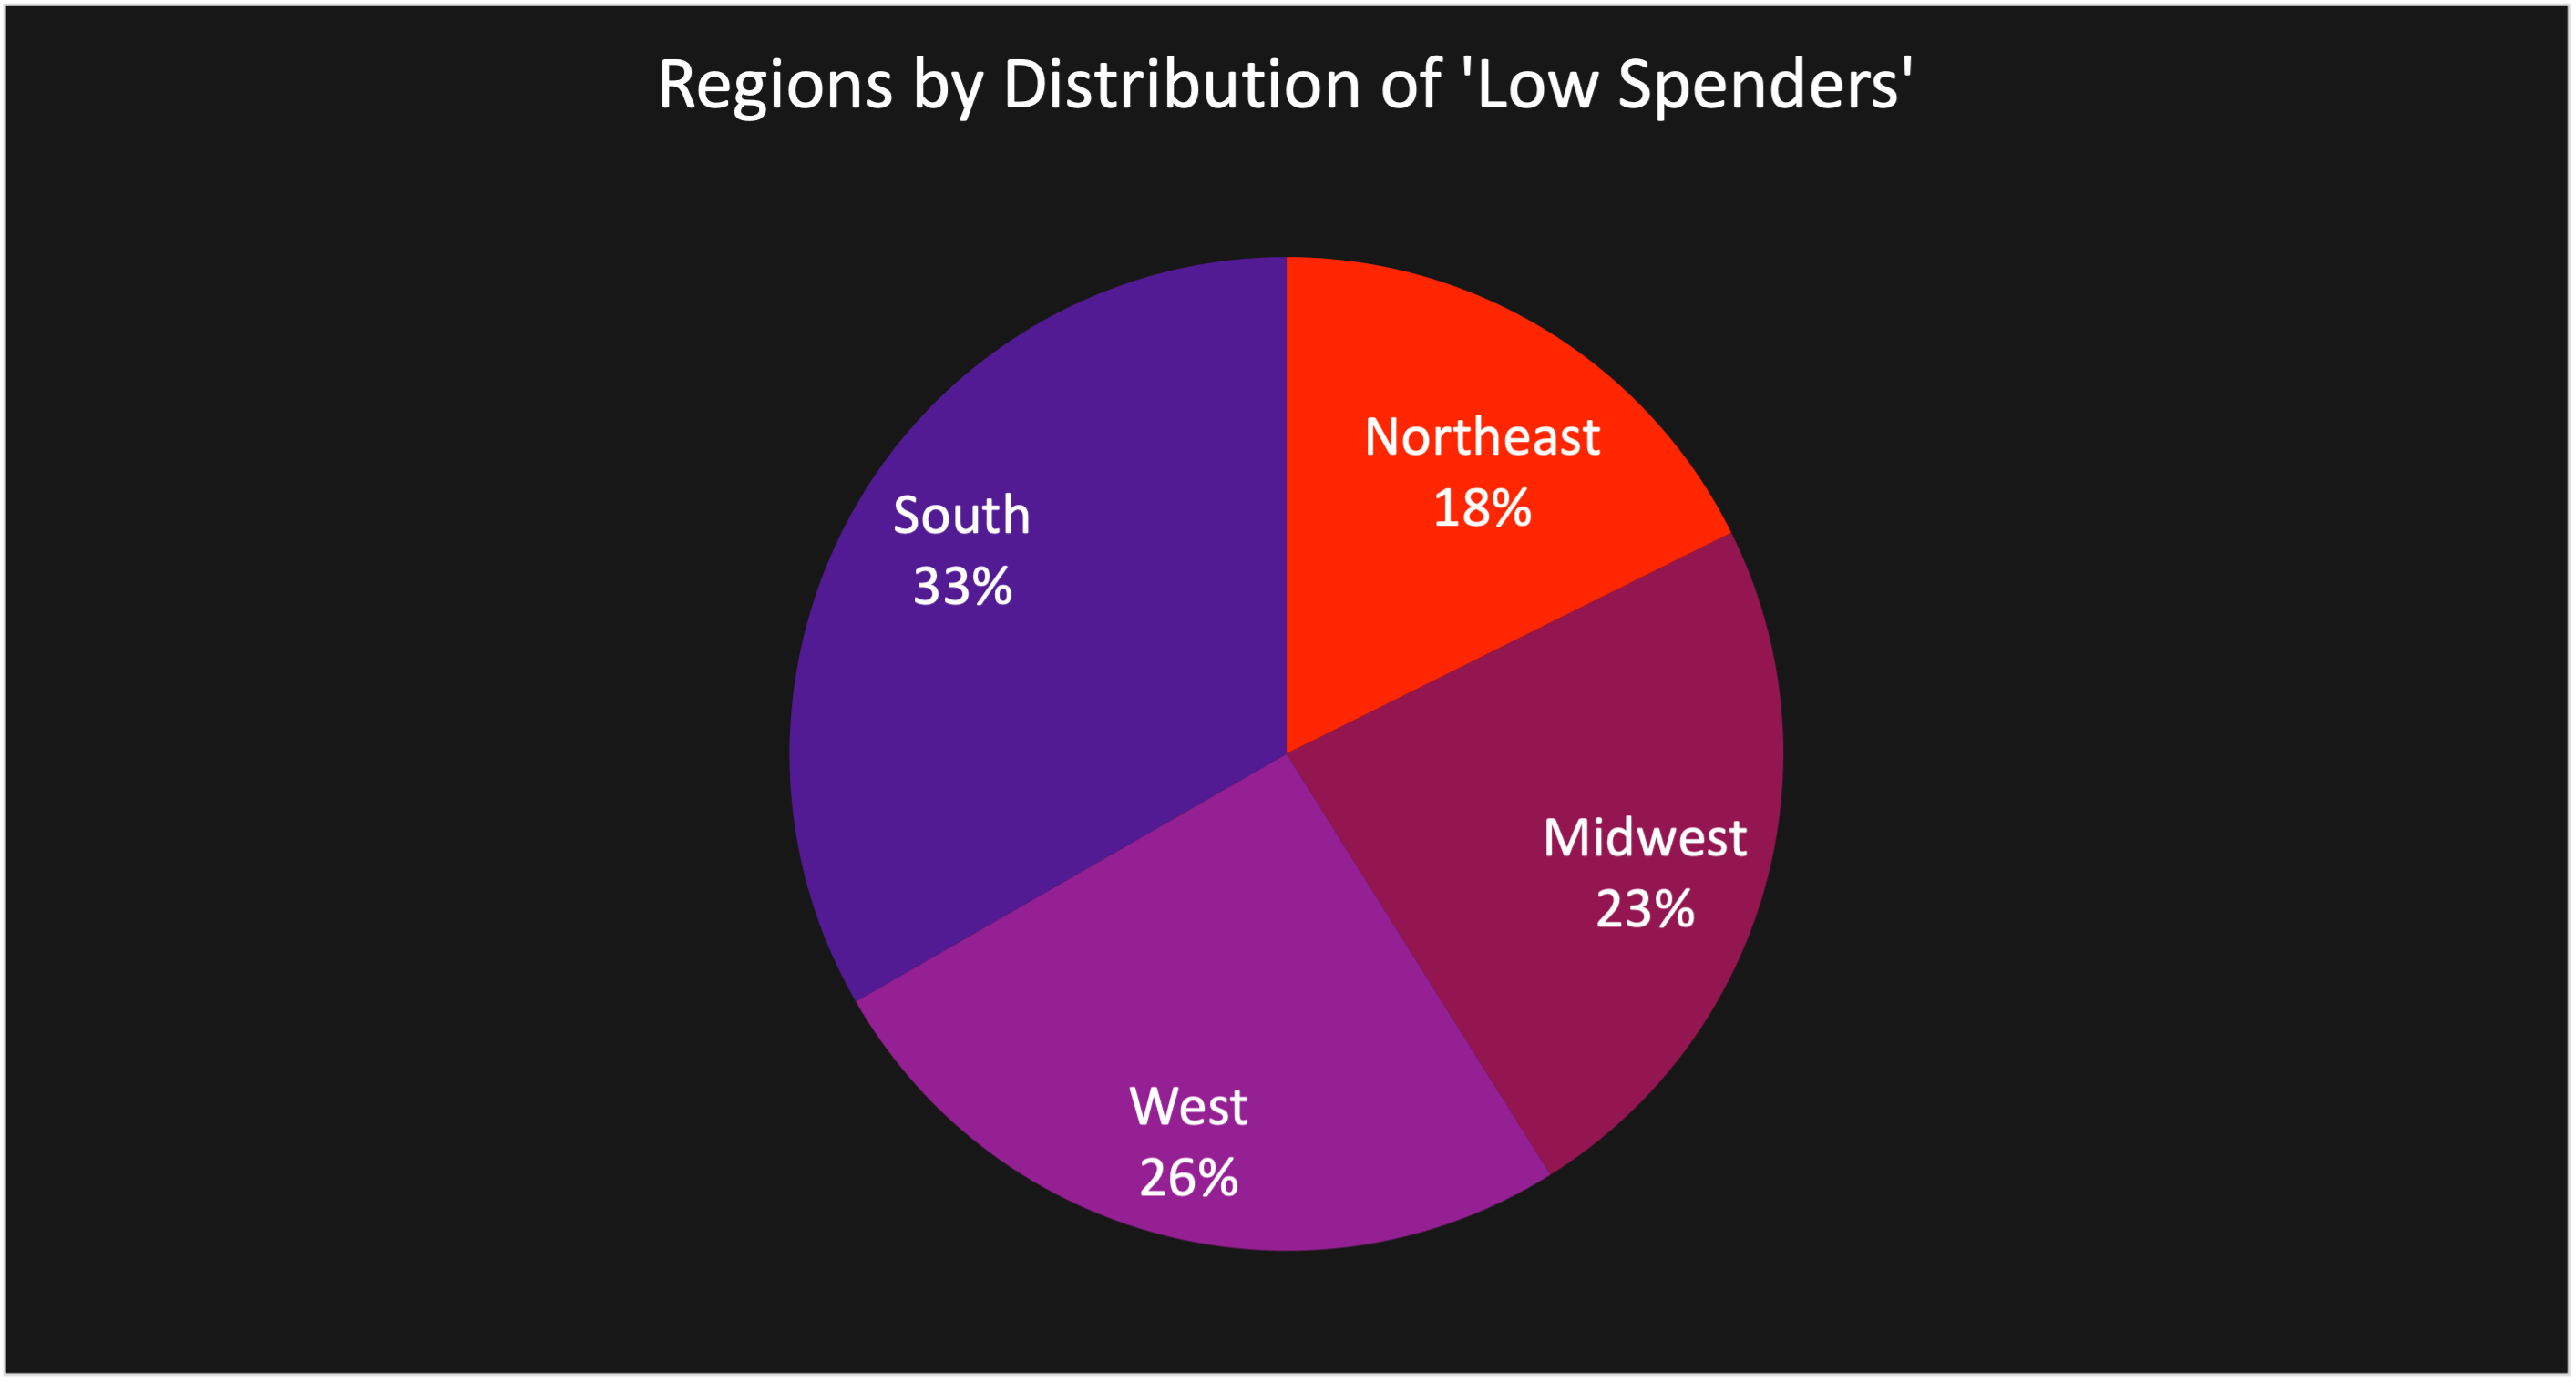 Regions by Distribution of 'Low Spenders'
Northeast
18%
South
33%
Midwest
23%
West
26%